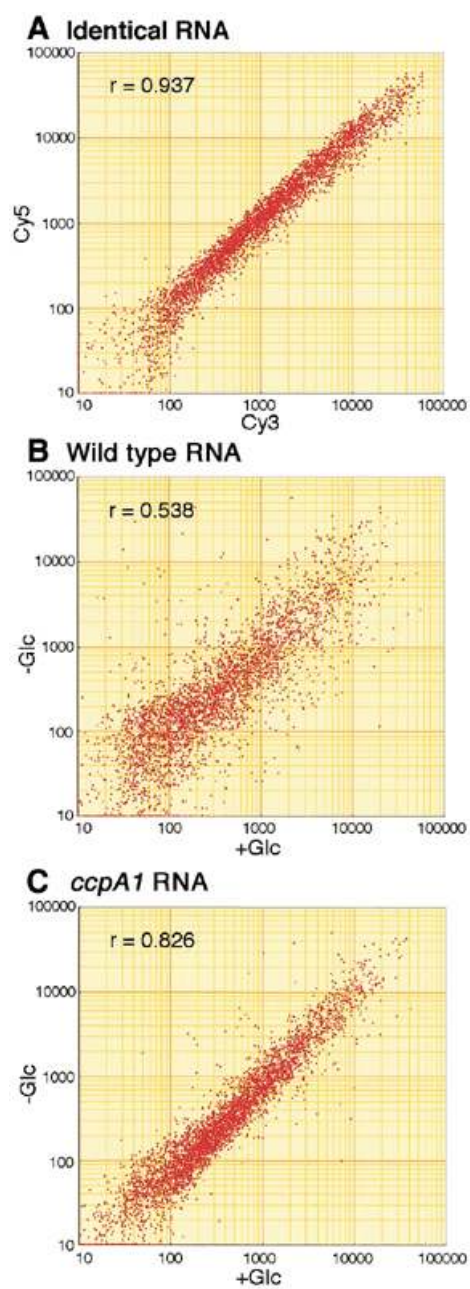 A Identical RNA
100000
r = 0.937
10000
Cy5
1000
100
10
10 100 1000 10000 100000
Cy3
B Wild type RNA
100000
r = 0.538
10000
-Glc
1000
100
10
10 100 1000 10000 100000
+Glc
C ccpA1 RNA
100000
r = 0.826
10000
-Glc
1000
100
10
10 100 1000 10000 100000
+Glc